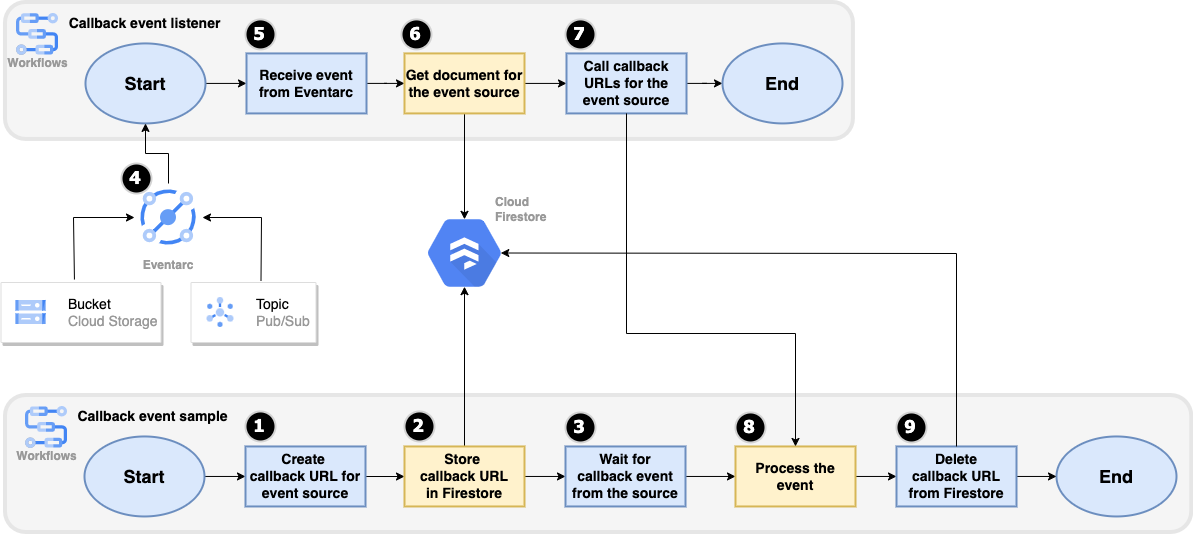 Callback event listener
Workflows
5
6
7
Start
Receive event
from Eventarc
Get document for
the event source
Call callback
URLs for the
event source
End
4
Eventarc
Cloud
Firestore
Bucket
Cloud Storage
Topic
Pub/Sub
Callback event sample
Workflows
1
2
3
8
9
Start
Create
callback URL for
event source
Store
callback URL
in Firestore
Wait for
callback event
from the source
Process the
event
Delete
callback URL
from Firestore
End